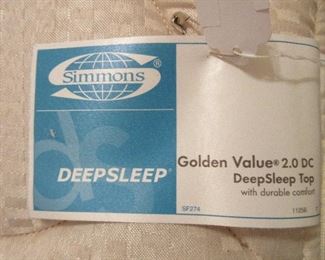 Simmons®
DEEPSLEEP®
Golden Value® 2.0 DC
DeepSleep Top
with durable comfort
SF274